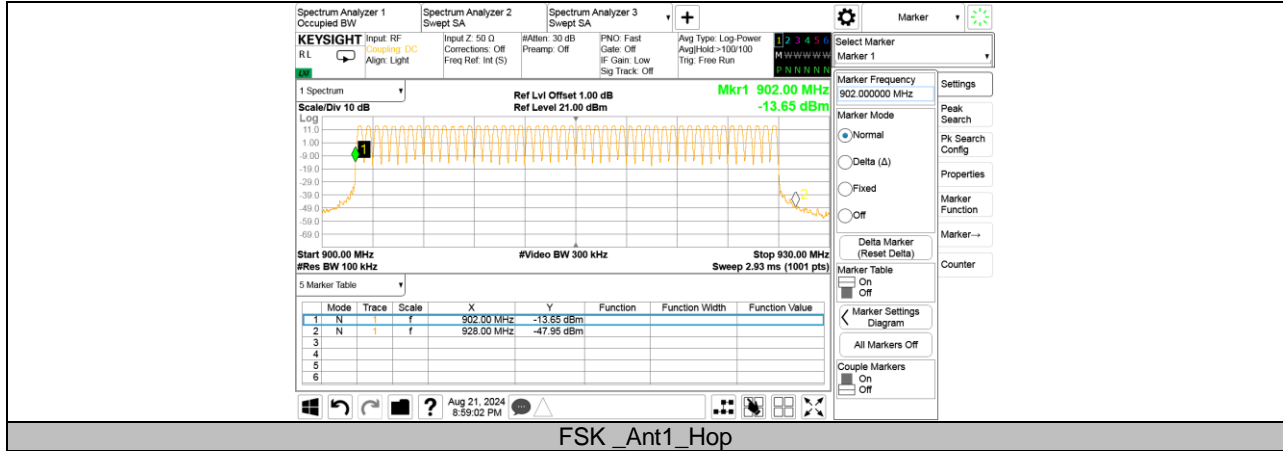 Spectrum Analyzer 1
Occupied BW
Spectrum Analyzer 2
Swept SA
Spectrum Analyzer 3
Swept SA
+
Marker
KEYSIGHT
RL
Input: RF
Coupling: DC
Align: Light
Input Z: 50 Ω
Corrections: Off
Freq Ref: Int (S)
#Atten: 30 dB
Preamp: Off
PNO: Fast
Gate: Off
IF Gain: Low
Sig Track: Off
Avg Type: Log-Power
Avg|Hold:>100/100
Trig: Free Run
1 2 3 4 5 6
M W W W W W
P N N N N N
Select Marker
Marker 1
1 Spectrum
Scale/Div 10 dB
Ref Lvl Offset 1.00 dB
Ref Level 21.00 dBm
Mkr1 902.00 MHz
-13.65 dBm
Log
11.0
1.00
-9.00
-19.0
-29.0
-39.0
-49.0
-59.0
-69.0
1
2
Start 900.00 MHz
#Res BW 100 kHz
#Video BW 300 kHz
Stop 930.00 MHz
Sweep 2.93 ms (1001 pts)
5 Marker Table
Mode Trace Scale X Y Function Function Width Function Value
1 N 1 f 902.00 MHz -13.65 dBm
2 N 1 f 928.00 MHz -47.95 dBm
3
4
5
6
Marker Frequency
902.000000 MHz
Marker Mode
Normal
Delta (Δ)
Fixed
Off
Delta Marker
(Reset Delta)
Marker Table
On
Off
Marker Settings
Diagram
All Markers Off
Couple Markers
On
Off
Settings
Peak
Search
Pk Search
Config
Properties
Marker
Function
Marker→
Counter
?
Aug 21, 2024
8:59:02 PM
FSK _Ant1_Hop